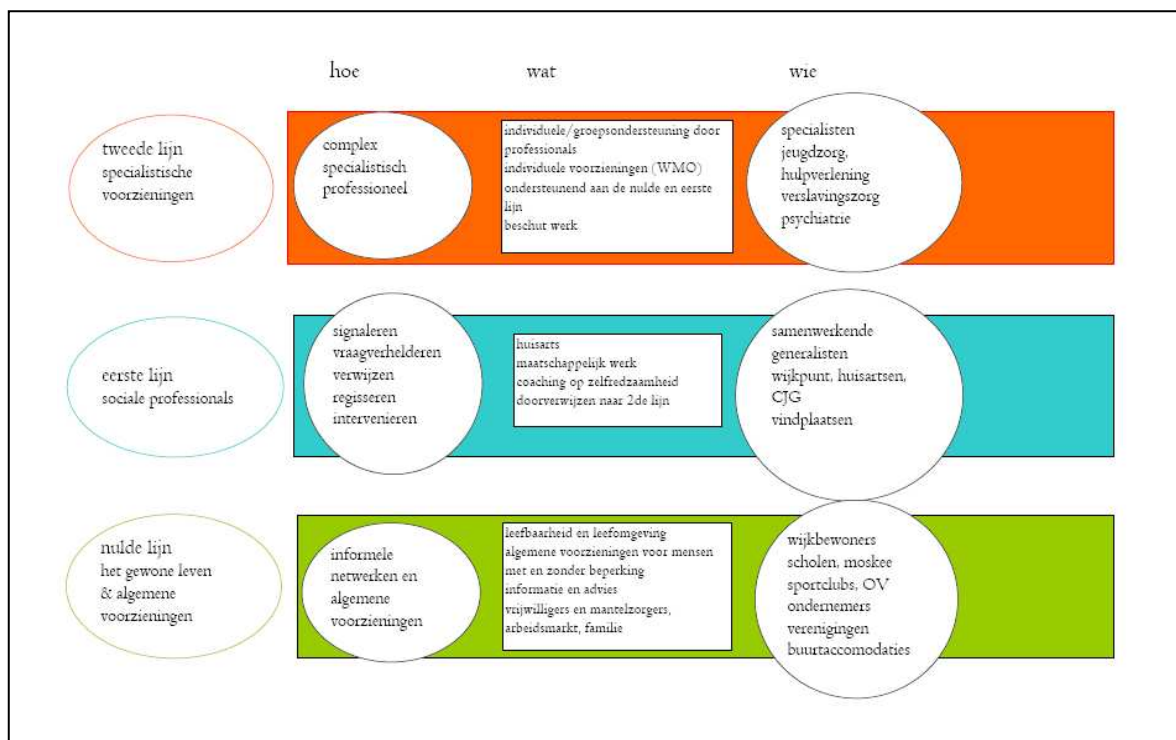 hoe
wat
wie
tweede lijn
specialistische
voorzieningen
complex
specialistisch
professioneel
individuele/groepsondersteuning door
professionals
individuele voorzieningen (WMO)
ondersteunend aan de nulde en eerste
lijn
beschut werk
specialisten
jeugdzorg,
hulpverlening
verslavingszorg
psychiatrie
eerste lijn
sociale professionals
signaleren
vraagverhelderen
verwijzen
regisseren
intervenieren
huisarts
maatschappelijk werk
coaching op zelfredzaamheid
doorverwijzen naar 2de lijn
samenwerkende
generalisten
wijkpunt, huisartsen,
CJG
vindplaatsen
nulde lijn
het gewone leven
& algemene
voorzieningen
informele
netwerken en
algemene
voorzieningen
leefbaarheid en leefomgeving
algemene voorzieningen voor mensen
met en zonder beperking
informatie en advies
vrijwilligers en mantelzorgers,
arbeidsmarkt, familie
wijkbewoners
scholen, moskee
sportclubs, OV
ondernemers
verenigingen
buurtaccomodaties